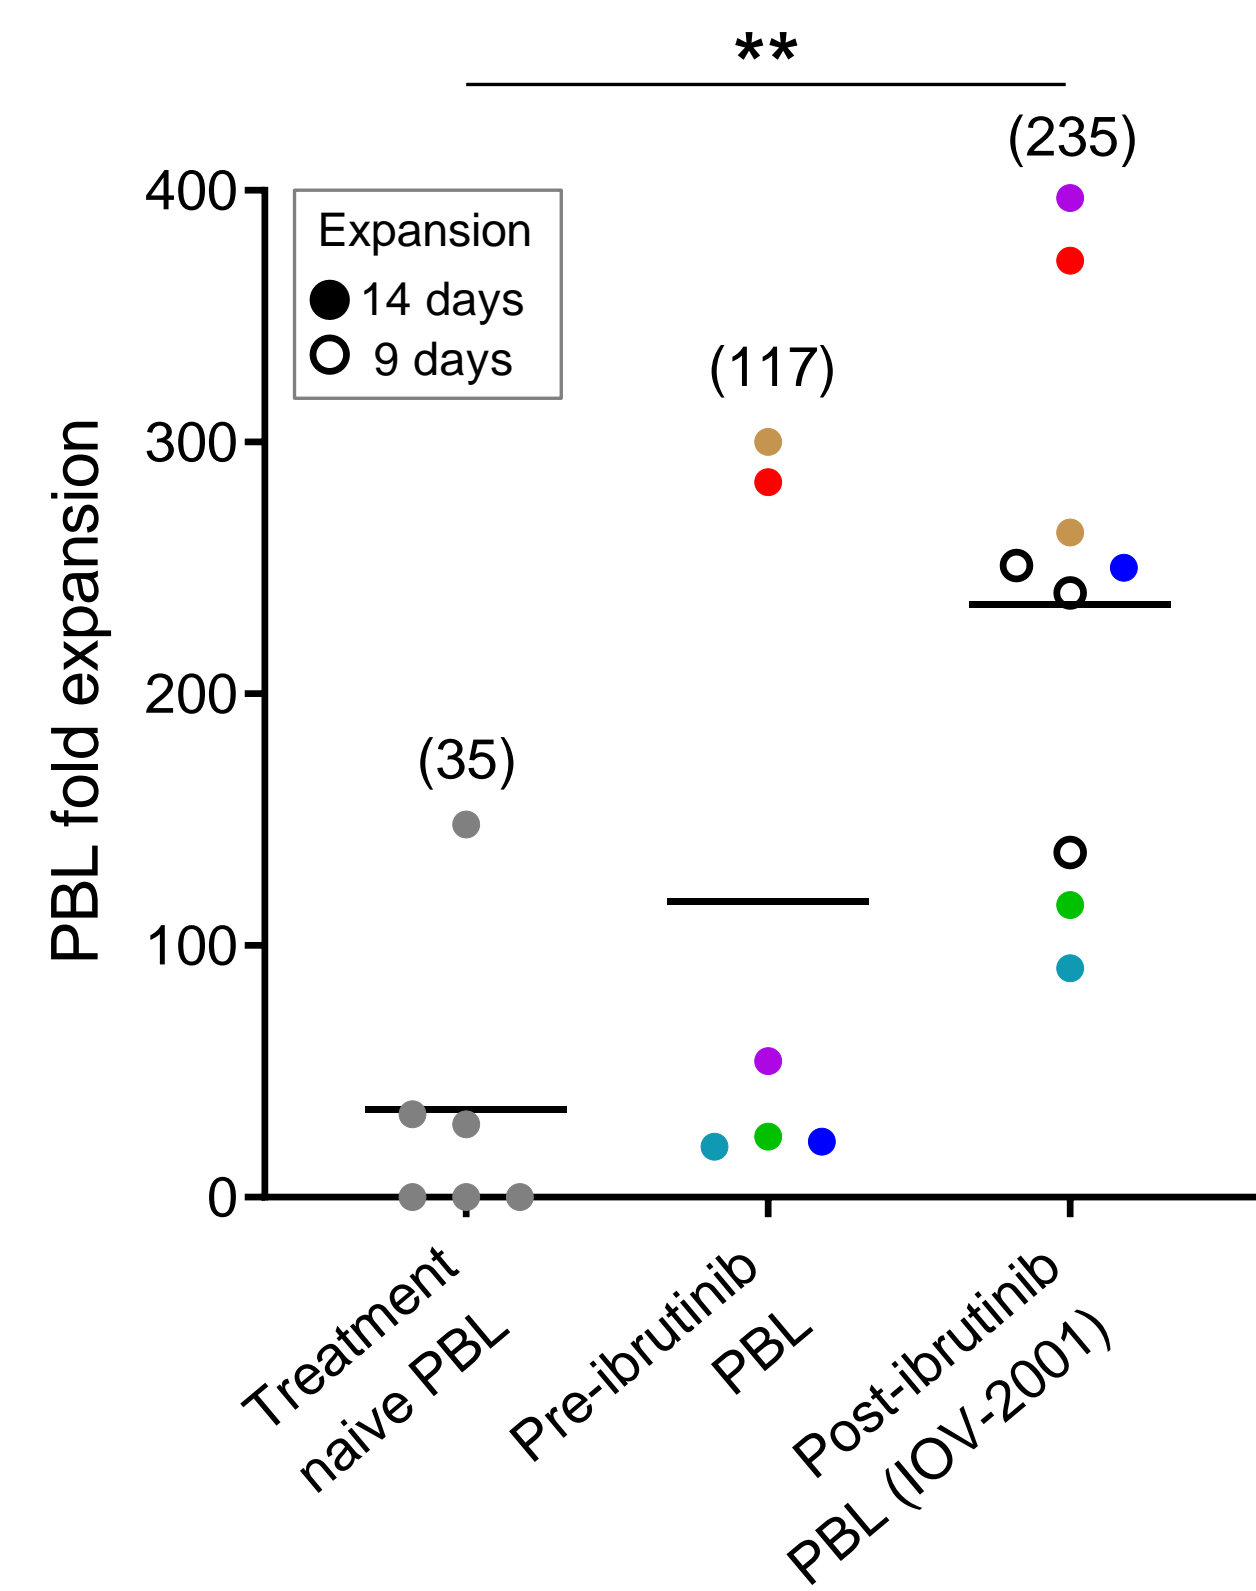 **
(235)
400
Expansion
14 days
9 days
(117)
300
PBL fold expansion
200
(35)
100
0
Treatment
naive PBL
Pre-ibrutinib
PBL
Post-ibrutinib
PBL (IOV-2001)